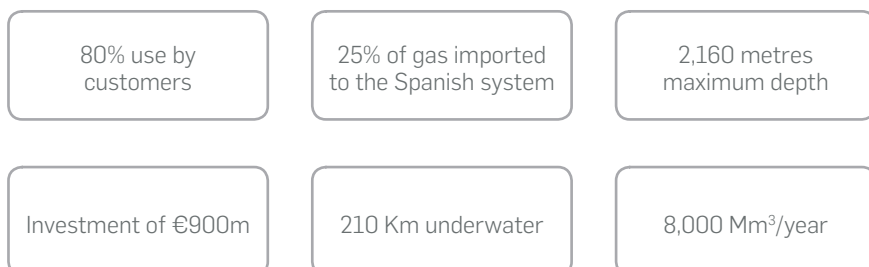 80% use by
customers
25% of gas imported
to the Spanish system
2,160 metres
maximum depth
Investment of €900m
210 Km underwater
8,000 Mm³/year